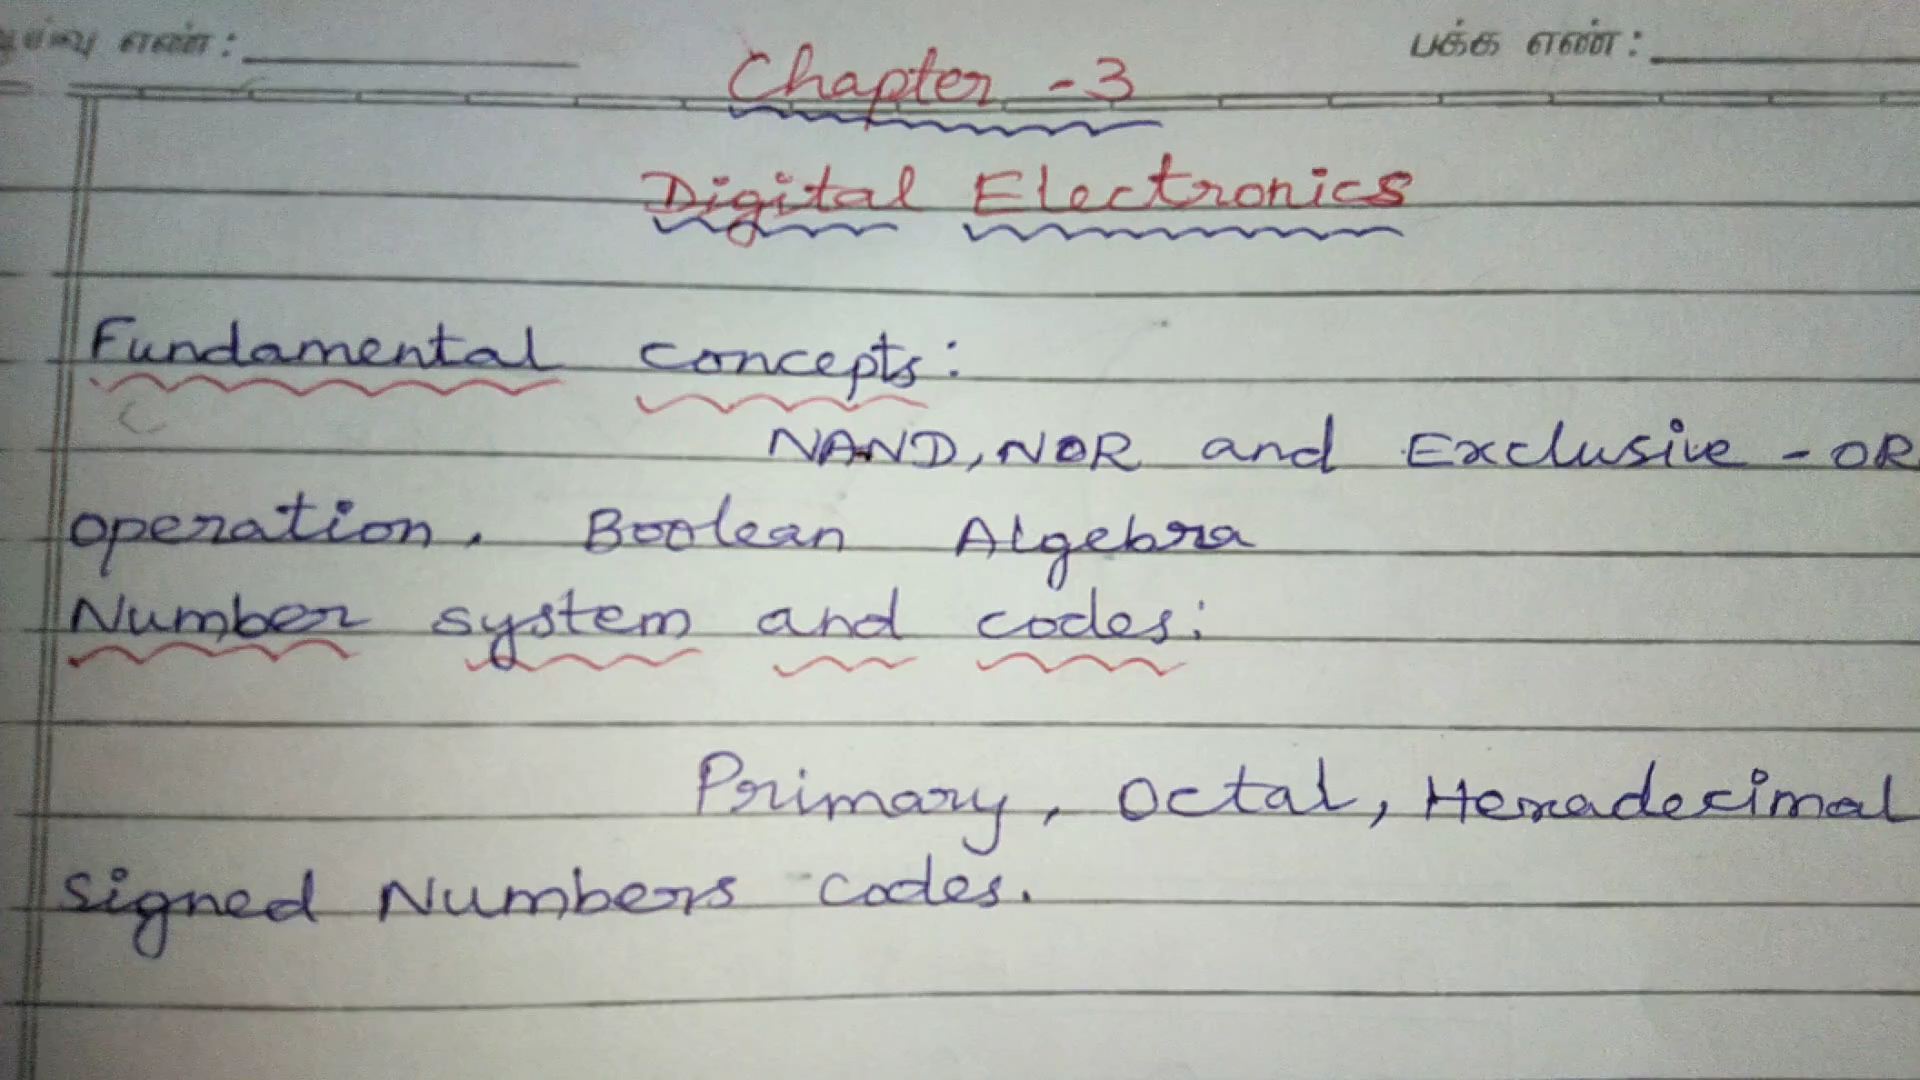 எண் :
பக்க எண் :
Chapter - 3
Digital Electronics
Fundamental concepts :
NAND, NOR and Exclusive - OR
operation. Boolean Algebra
Number system and codes :
Primary, Octal, Hexadecimal
signed Numbers codes.